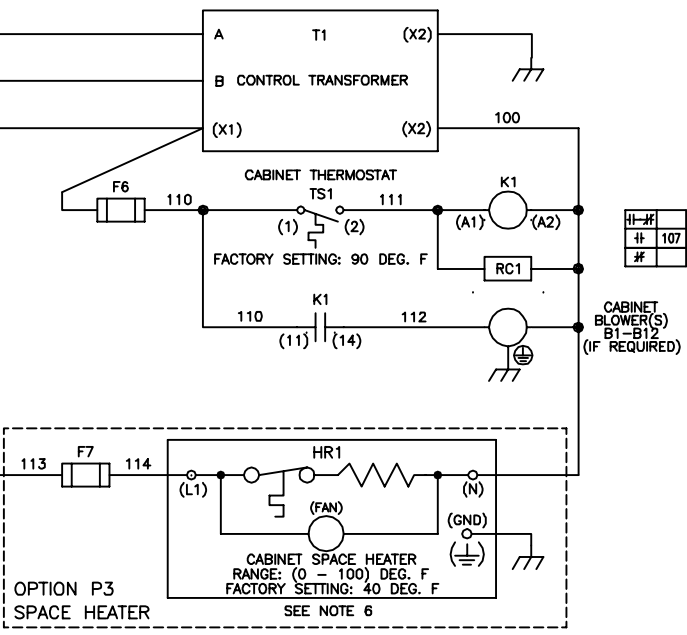 A T1 (X2)
B CONTROL TRANSFORMER
(X1) (X2) 100
CABINET THERMOSTAT
F6 TS1 K1
110 111
(1) (2) (A1) (A2)
FACTORY SETTING: 90 DEG. F
RC1
107
K1
110 112
(11) (14)
CABINET
BLOWER(S)
B1-B12
(IF REQUIRED)
F7 HR1
113 114
(L1) (N)
(FAN)
(GND)
CABINET SPACE HEATER
RANGE: (0 - 100) DEG. F
FACTORY SETTING: 40 DEG. F
OPTION P3
SPACE HEATER
SEE NOTE 6